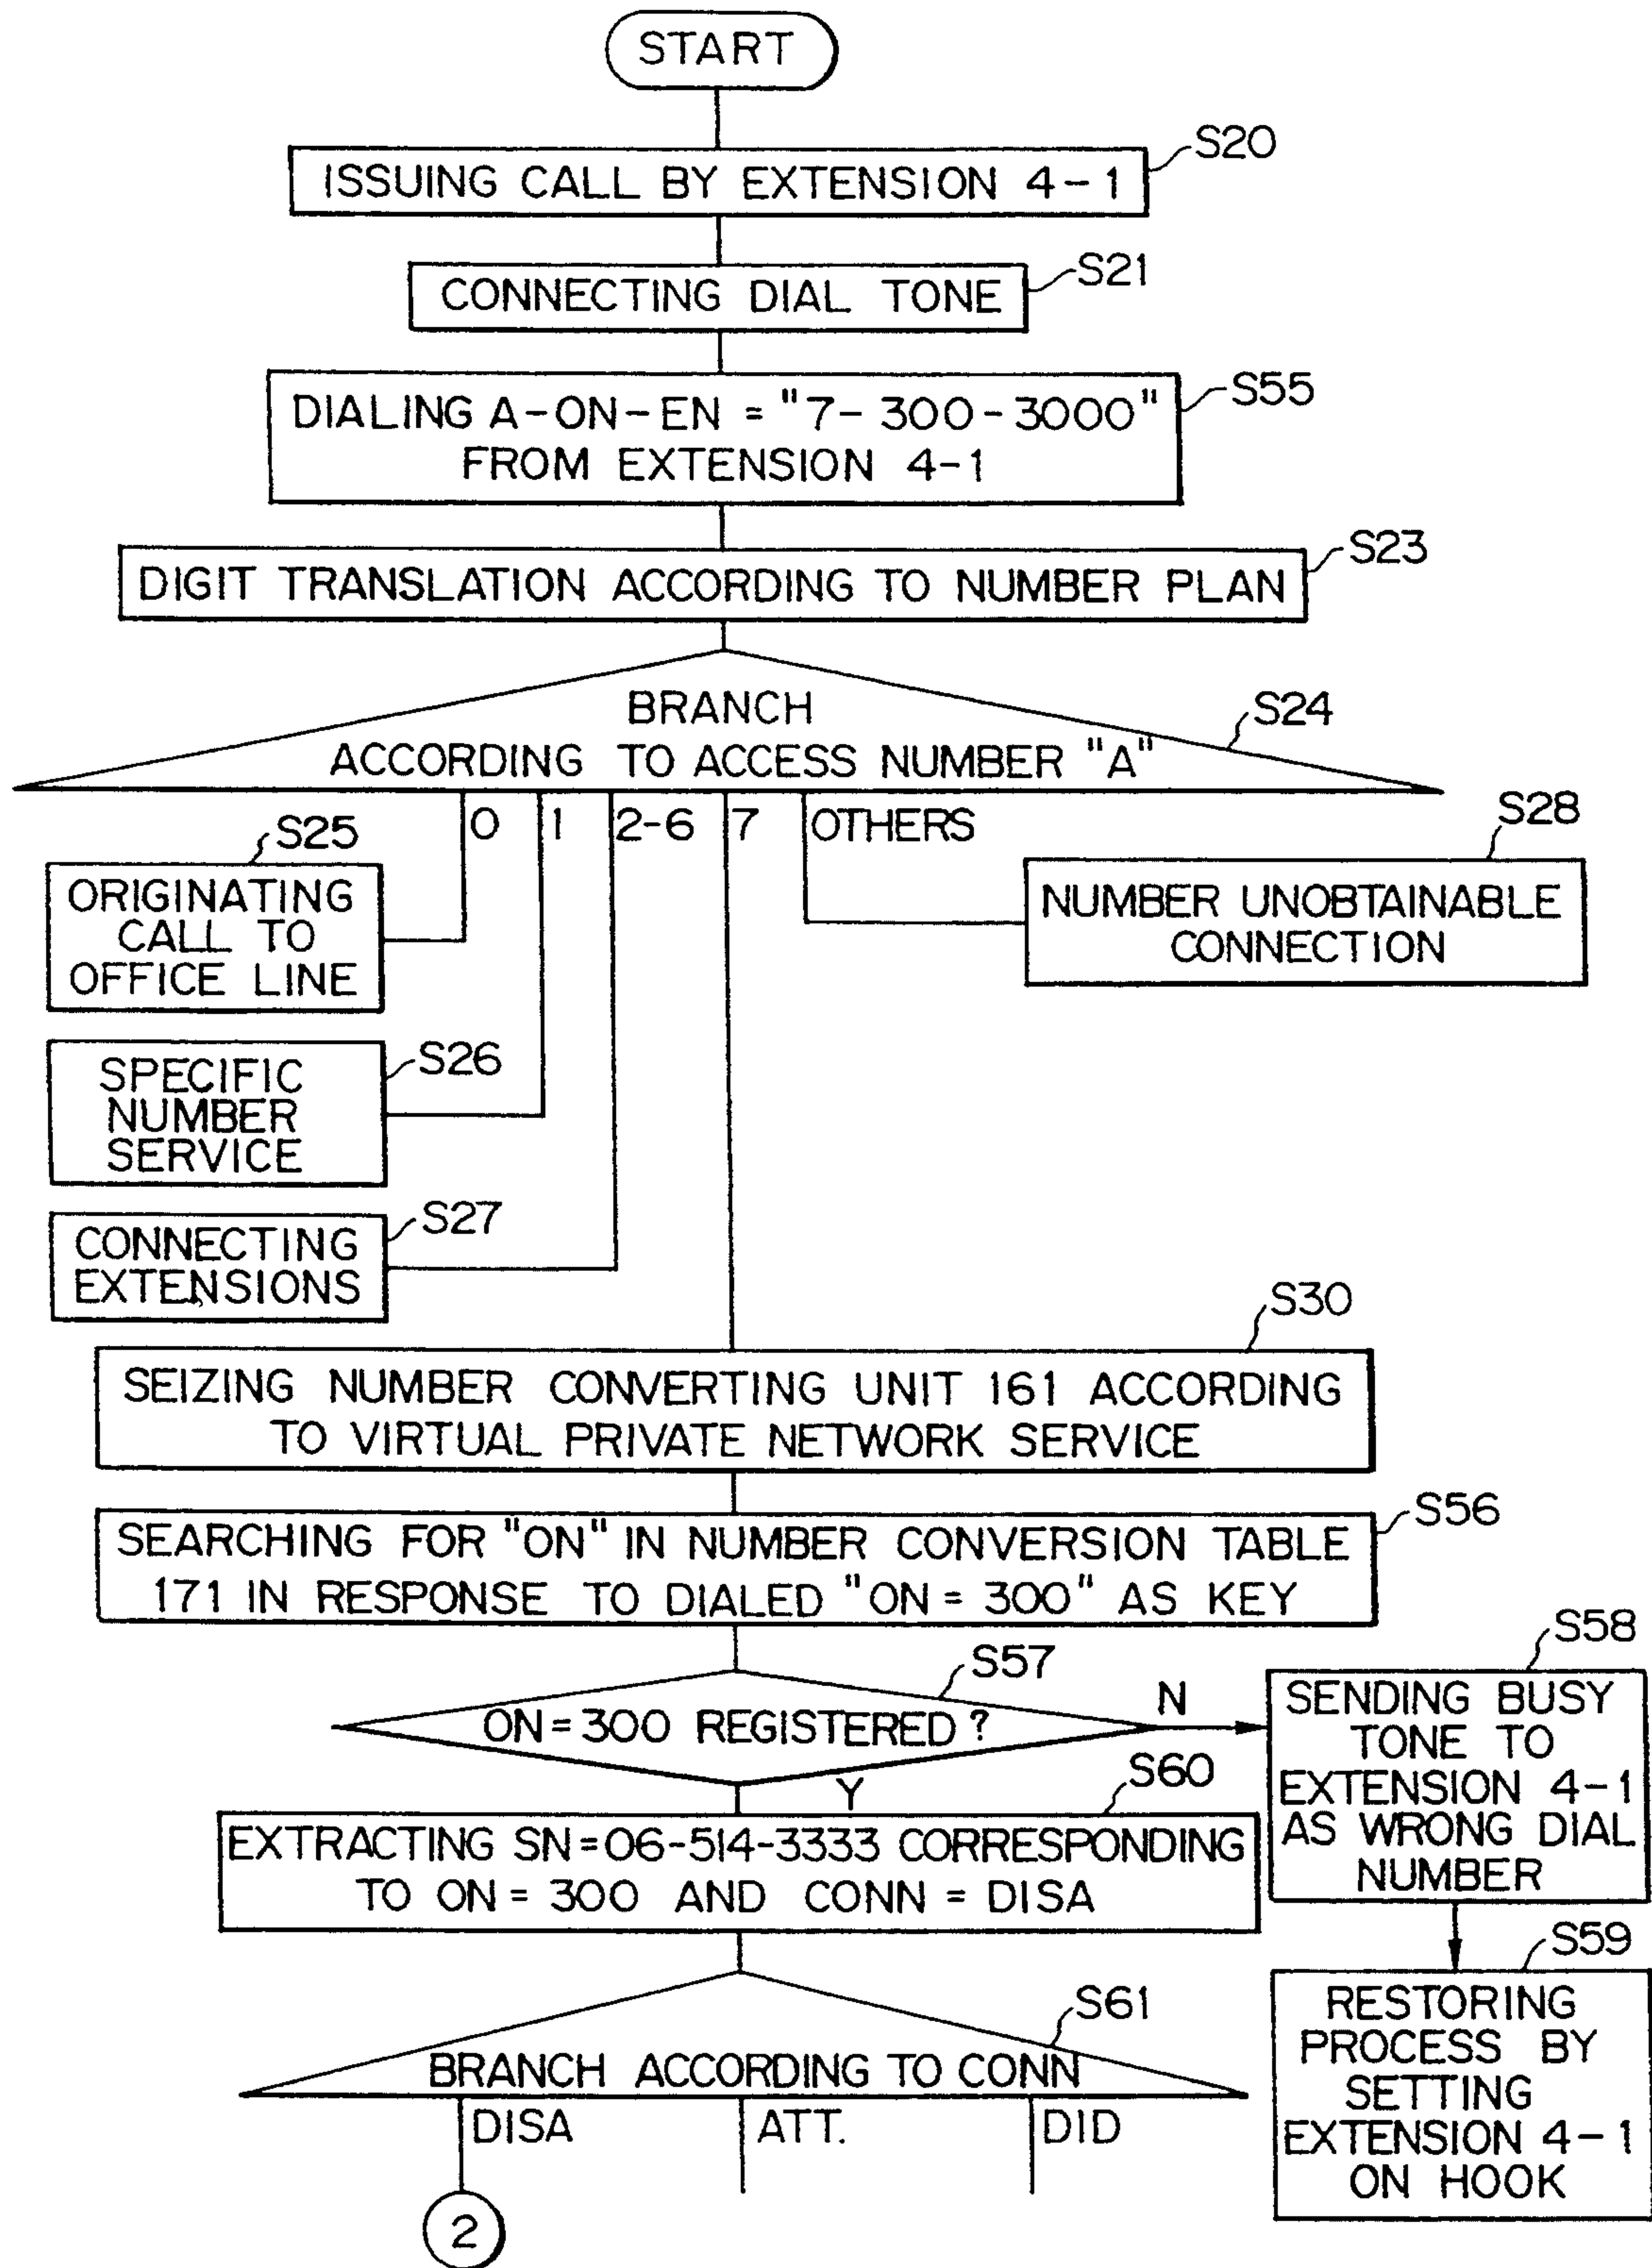 START
S20
ISSUING CALL BY EXTENSION 4-1
S21
CONNECTING DIAL TONE
S55
DIALING A-ON-EN = "7-300-3000"
FROM EXTENSION 4-1
S23
DIGIT TRANSLATION ACCORDING TO NUMBER PLAN
S24
BRANCH
ACCORDING TO ACCESS NUMBER "A"
0 1 2-6 7 OTHERS
S25
ORIGINATING
CALL TO
OFFICE LINE
S28
NUMBER UNOBTAINABLE
CONNECTION
S26
SPECIFIC
NUMBER
SERVICE
S27
CONNECTING
EXTENSIONS
S30
SEIZING NUMBER CONVERTING UNIT 161 ACCORDING
TO VIRTUAL PRIVATE NETWORK SERVICE
S56
SEARCHING FOR "ON" IN NUMBER CONVERSION TABLE
171 IN RESPONSE TO DIALED "ON = 300" AS KEY
S57
ON = 300 REGISTERED ?
N
Y
S58
SENDING BUSY
TONE TO
EXTENSION 4-1
AS WRONG DIAL
NUMBER
S60
EXTRACTING SN=06-514-3333 CORRESPONDING
TO ON = 300 AND CONN = DISA
S59
RESTORING
PROCESS BY
SETTING
EXTENSION 4-1
ON HOOK
S61
BRANCH ACCORDING TO CONN
DISA ATT. DID
2